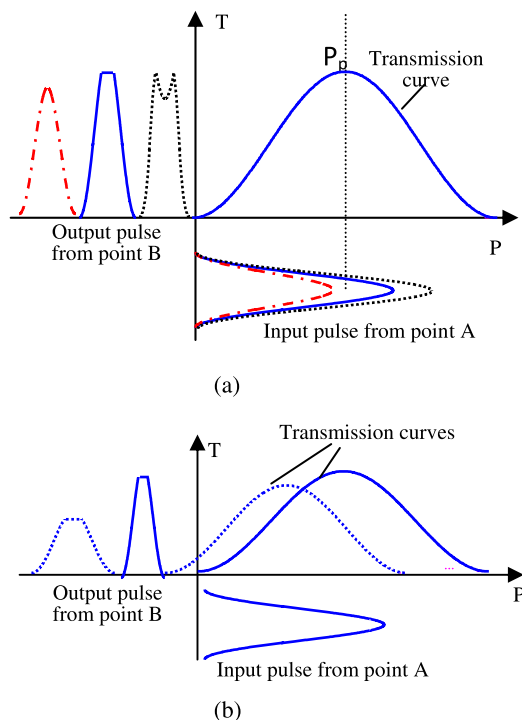 T
P_p
Transmission
curve
Output pulse
from point B
P
Input pulse from point A
(a)
Transmission curves
T
Output pulse
from point B
P
Input pulse from point A
(b)